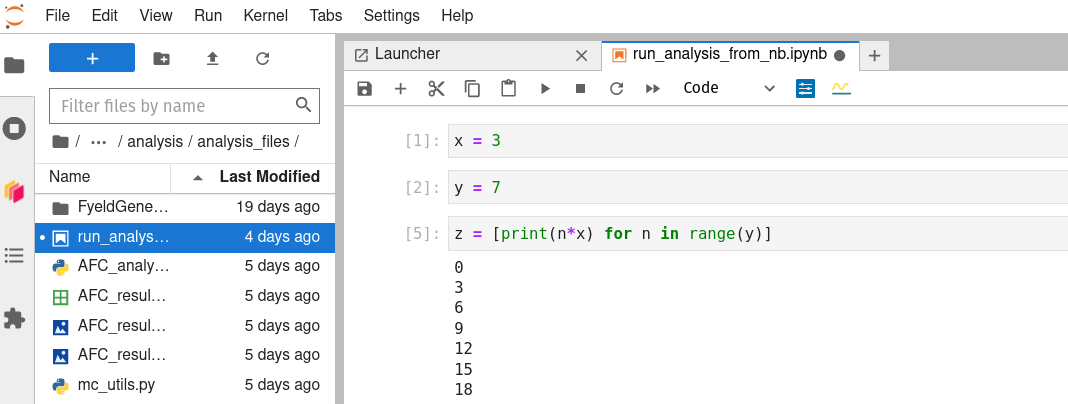 File Edit View Run Kernel Tabs Settings Help
Filter files by name
/ ... / analysis / analysis_files /
Name Last Modified
FyeldGene... 19 days ago
run_analys... 4 days ago
AFC_analy... 5 days ago
AFC_resul... 5 days ago
AFC_resul... 5 days ago
AFC_resul... 5 days ago
mc_utils.py 5 days ago
Launcher
run_analysis_from_nb.ipynb
Code
[1]: x = 3
[2]: y = 7
[5]: z = [print(n*x) for n in range(y)]
0
3
6
9
12
15
18